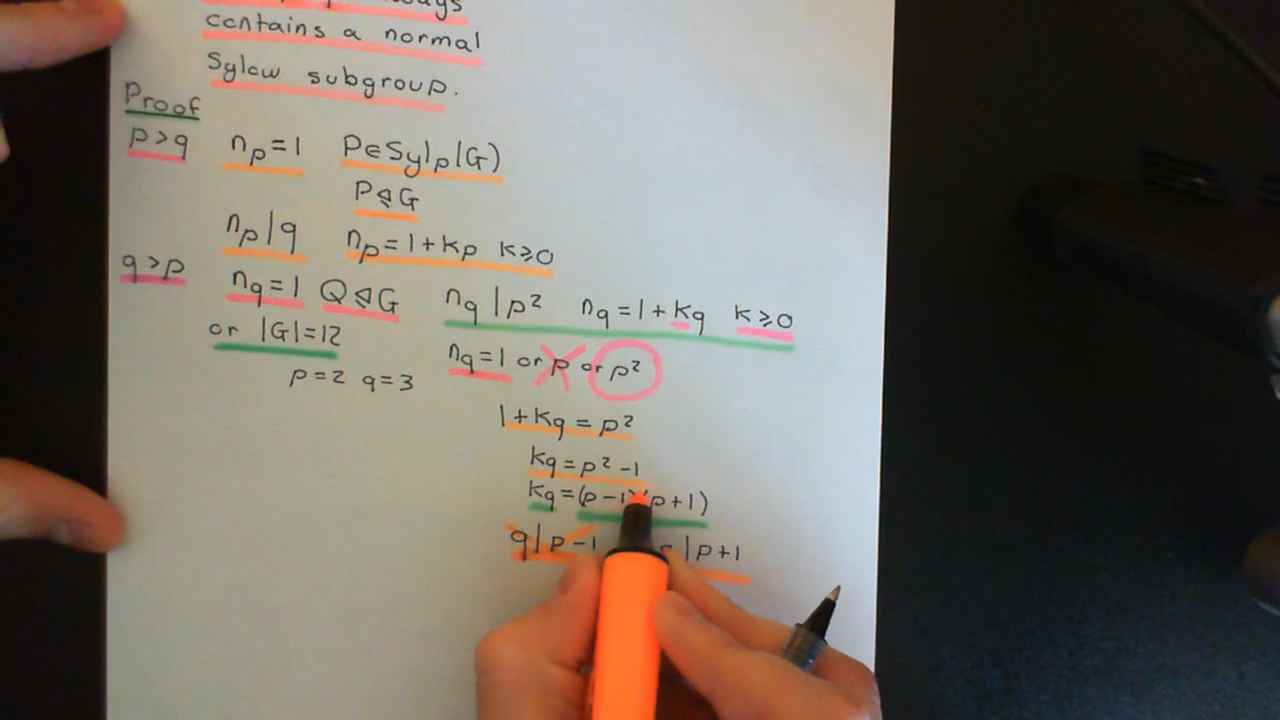 contains a normal
Sylow subgroup.
Proof
p>q n_p=1 P∈Syl_p(G)
P⊲G
n_p|q n_p=1+kp k≥0
q>p n_q=1 Q⊲G n_q|p² n_q=1+kq k≥0
or |G|=12 n_q=1 or p or p²
p=2 q=3
1+kq=p²
kq=p²-1
kq=(p-1)(p+1)
q|p-1 |p+1